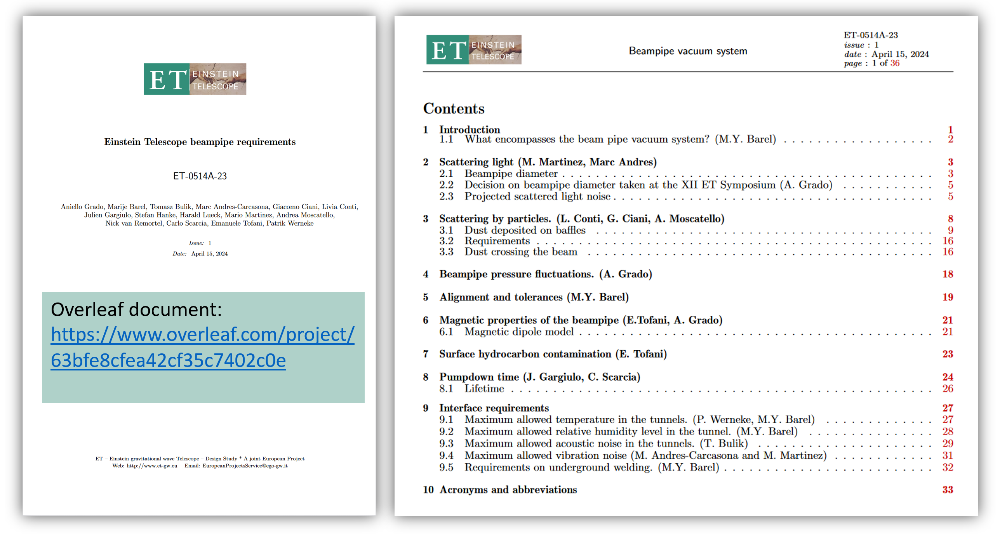 ET EINSTEIN
TELESCOPE
Einstein Telescope beampipe requirements
ET-0514A-23
Aniello Grado, Marije Barel, Tomasz Bulik, Marc Andres-Carcasona, Giacomo Ciani, Livia Conti,
Julien Gargiulo, Stefan Hanke, Harald Lueck, Mario Martinez, Andrea Moscatello,
Nick van Remortel, Carlo Scarcia, Emanuele Tofani, Patrik Werneke
Issue: 1
Date: April 15, 2024
Overleaf document:
https://www.overleaf.com/project/
63bfe8cfea42cf35c7402c0e
ET – Einstein gravitational wave Telescope – Design Study * A joint European Project
Web: http://www.et-gw.eu Email: EuropeanProjectsService@ego-gw.it
ET EINSTEIN
TELESCOPE
Beampipe vacuum system
ET-0514A-23
issue : 1
date : April 15, 2024
page : 1 of 36
Contents
1 Introduction 1
1.1 What encompasses the beam pipe vacuum system? (M.Y. Barel) . . . . . . . . . . . . . . . . . . 2
2 Scattering light (M. Martinez, Marc Andres) 3
2.1 Beampipe diameter . . . . . . . . . . . . . . . . . . . . . . . . . . . . . . . . . . . . . . . . . . . . 3
2.2 Decision on beampipe diameter taken at the XII ET Symposium (A. Grado) . . . . . . . . . . . 5
2.3 Projected scattered light noise . . . . . . . . . . . . . . . . . . . . . . . . . . . . . . . . . . . . . . 5
3 Scattering by particles. (L. Conti, G. Ciani, A. Moscatello) 8
3.1 Dust deposited on baffles . . . . . . . . . . . . . . . . . . . . . . . . . . . . . . . . . . . . . . . . 9
3.2 Requirements . . . . . . . . . . . . . . . . . . . . . . . . . . . . . . . . . . . . . . . . . . . . . . . 16
3.3 Dust crossing the beam . . . . . . . . . . . . . . . . . . . . . . . . . . . . . . . . . . . . . . . . . 16
4 Beampipe pressure fluctuations. (A. Grado) 18
5 Alignment and tolerances (M.Y. Barel) 19
6 Magnetic properties of the beampipe (E.Tofani, A. Grado) 21
6.1 Magnetic dipole model . . . . . . . . . . . . . . . . . . . . . . . . . . . . . . . . . . . . . . . . . . 21
7 Surface hydrocarbon contamination (E. Tofani) 23
8 Pumpdown time (J. Gargiulo, C. Scarcia) 24
8.1 Lifetime . . . . . . . . . . . . . . . . . . . . . . . . . . . . . . . . . . . . . . . . . . . . . . . . . . 26
9 Interface requirements 27
9.1 Maximum allowed temperature in the tunnels. (P. Werneke, M.Y. Barel) . . . . . . . . . . . . . 27
9.2 Maximum allowed relative humidity level in the tunnel. (M.Y. Barel) . . . . . . . . . . . . . . . 28
9.3 Maximum allowed acoustic noise in the tunnels. (T. Bulik) . . . . . . . . . . . . . . . . . . . . . 29
9.4 Maximum allowed vibration noise (M. Andres-Carcasona and M. Martinez) . . . . . . . . . . . . 31
9.5 Requirements on underground welding. (M.Y. Barel) . . . . . . . . . . . . . . . . . . . . . . . . . 32
10 Acronyms and abbreviations 33